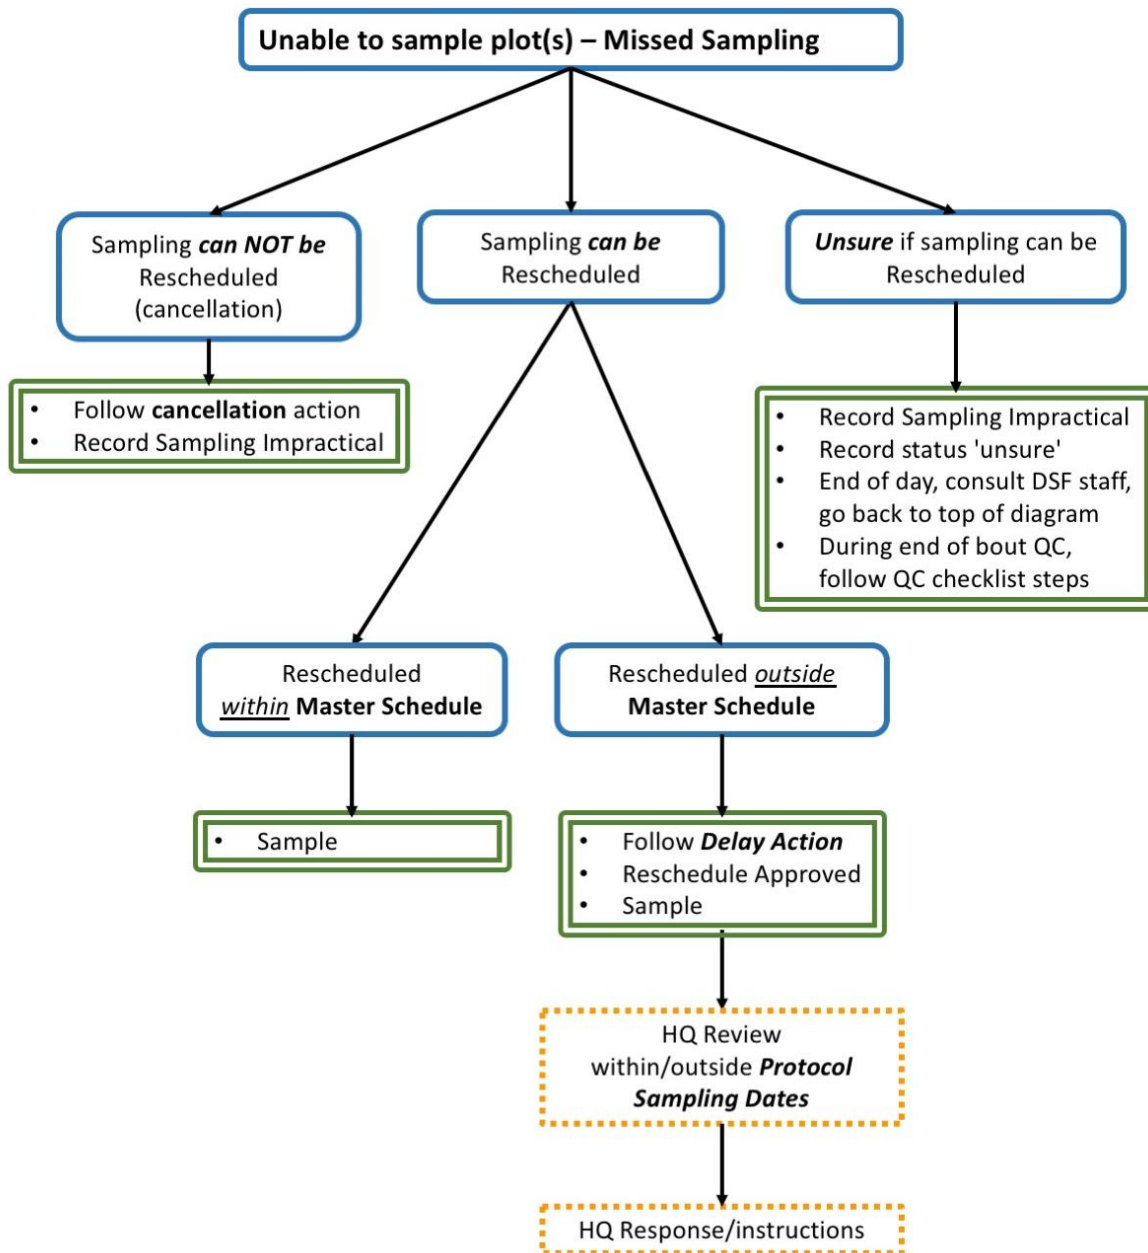 Unable to sample plot(s) – Missed Sampling
Sampling can NOT be
Rescheduled
(cancellation)
Sampling can be
Rescheduled
Unsure if sampling can be
Rescheduled
• Follow cancellation action
• Record Sampling Impractical
• Record Sampling Impractical
• Record status 'unsure'
• End of day, consult DSF staff,
go back to top of diagram
• During end of bout QC,
follow QC checklist steps
Rescheduled
within Master Schedule
Rescheduled outside
Master Schedule
• Sample
• Follow Delay Action
• Reschedule Approved
• Sample
HQ Review
within/outside Protocol
Sampling Dates
HQ Response/instructions